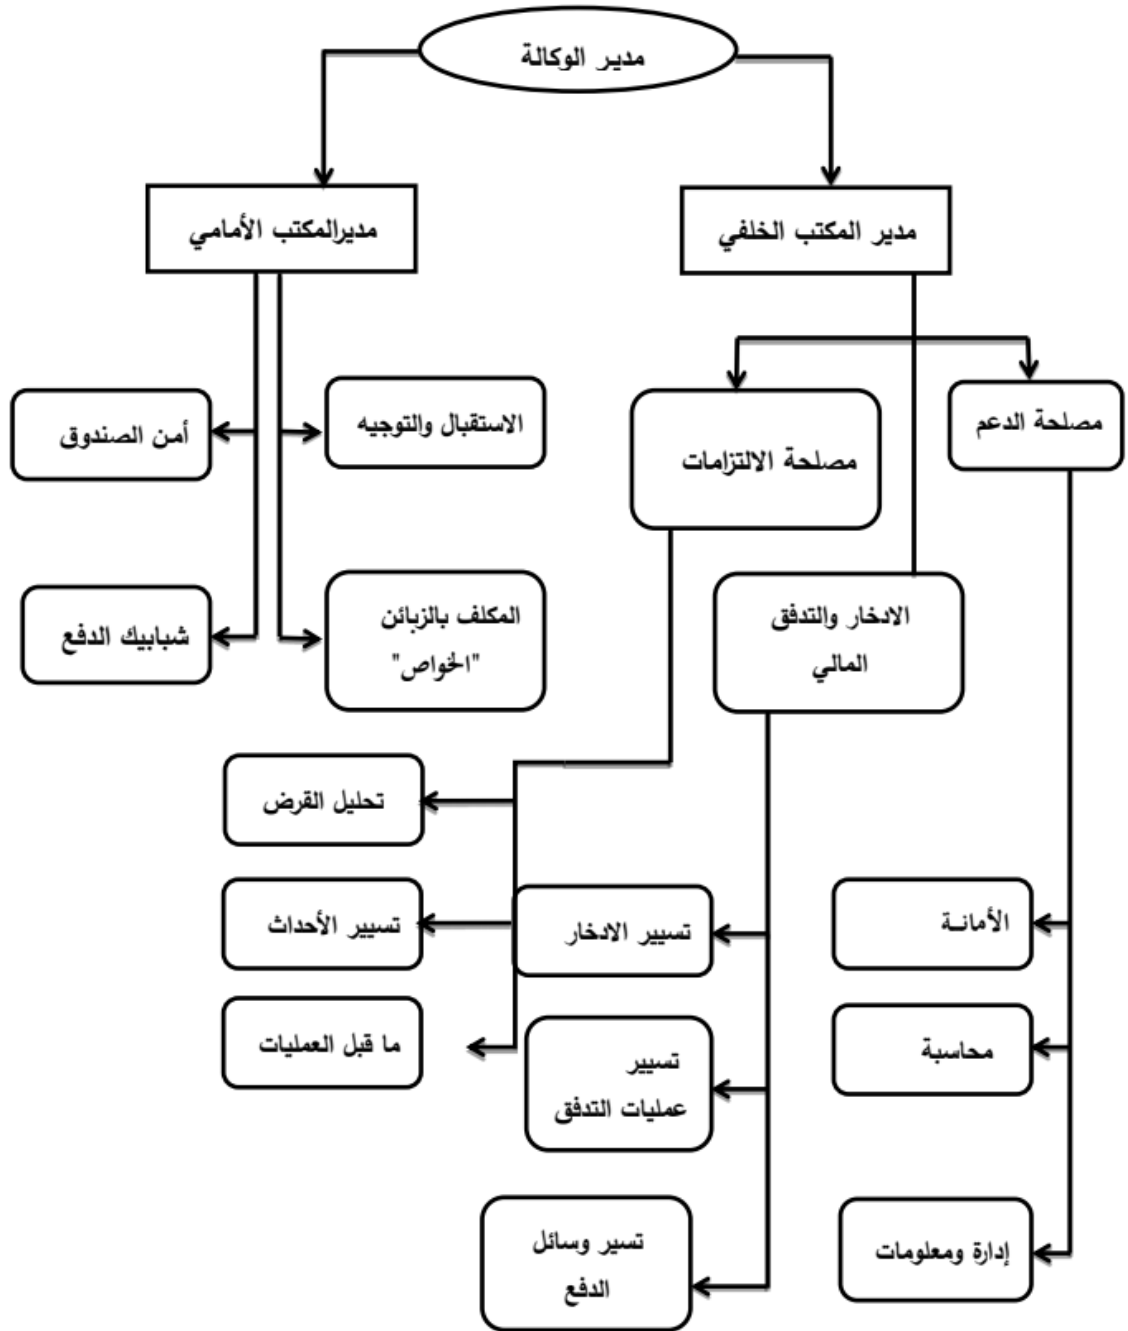 مدير الوكالة
مدير المكتب الخلفي
مديرالمكتب الأمامي
مصلحة الدعم
مصلحة الالتزامات
الاستقبال والتوجيه
أمن الصندوق
الادخار والتدفق
المالي
المكلف بالزبائن
"الخواص"
شبابيك الدفع
تحليل القرض
الأمانة
تسيير الادخار
تسيير الأحداث
محاسبة
تسيير
عمليات التدفق
ما قبل العمليات
إدارة ومعلومات
تسير وسائل
الدفع